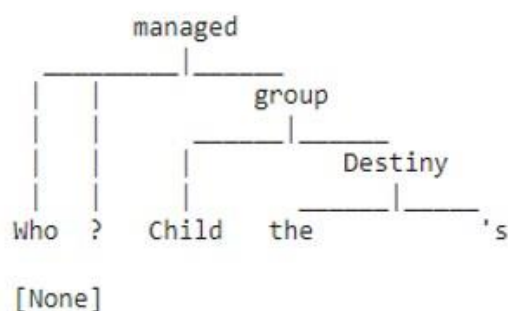 managed
group
Destiny
Who ? Child the 's
[None]